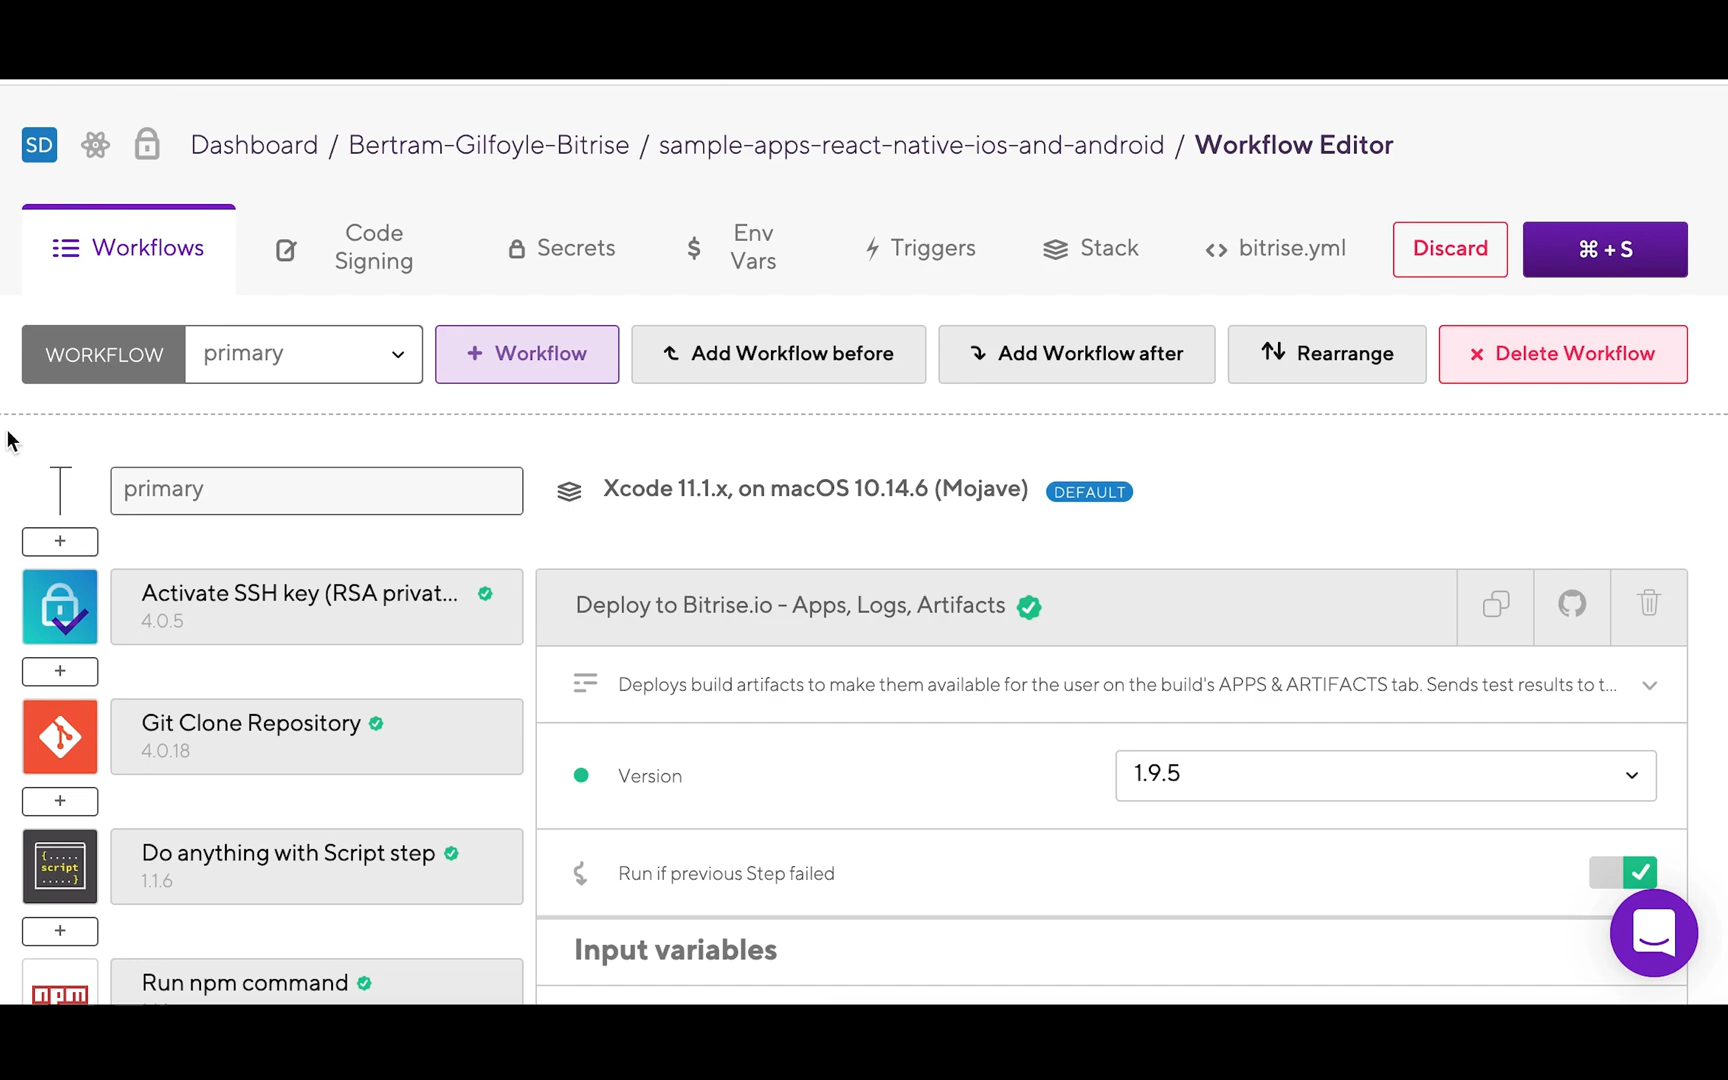 SD Dashboard / Bertram-Gilfoyle-Bitrise / sample-apps-react-native-ios-and-android / Workflow Editor
Workflows
Code
Signing
Secrets
Env
Vars
Triggers
Stack
bitrise.yml
Discard
⌘ + S
WORKFLOW primary
+ Workflow
Add Workflow before
Add Workflow after
Rearrange
× Delete Workflow
primary
Xcode 11.1.x, on macOS 10.14.6 (Mojave) DEFAULT
+
Activate SSH key (RSA privat...
4.0.5
+
Git Clone Repository
4.0.18
+
{.....
script
.....}
Do anything with Script step
1.1.6
+
npm
Run npm command
Deploy to Bitrise.io - Apps, Logs, Artifacts
Deploys build artifacts to make them available for the user on the build's APPS & ARTIFACTS tab. Sends test results to t...
Version
1.9.5
Run if previous Step failed
Input variables